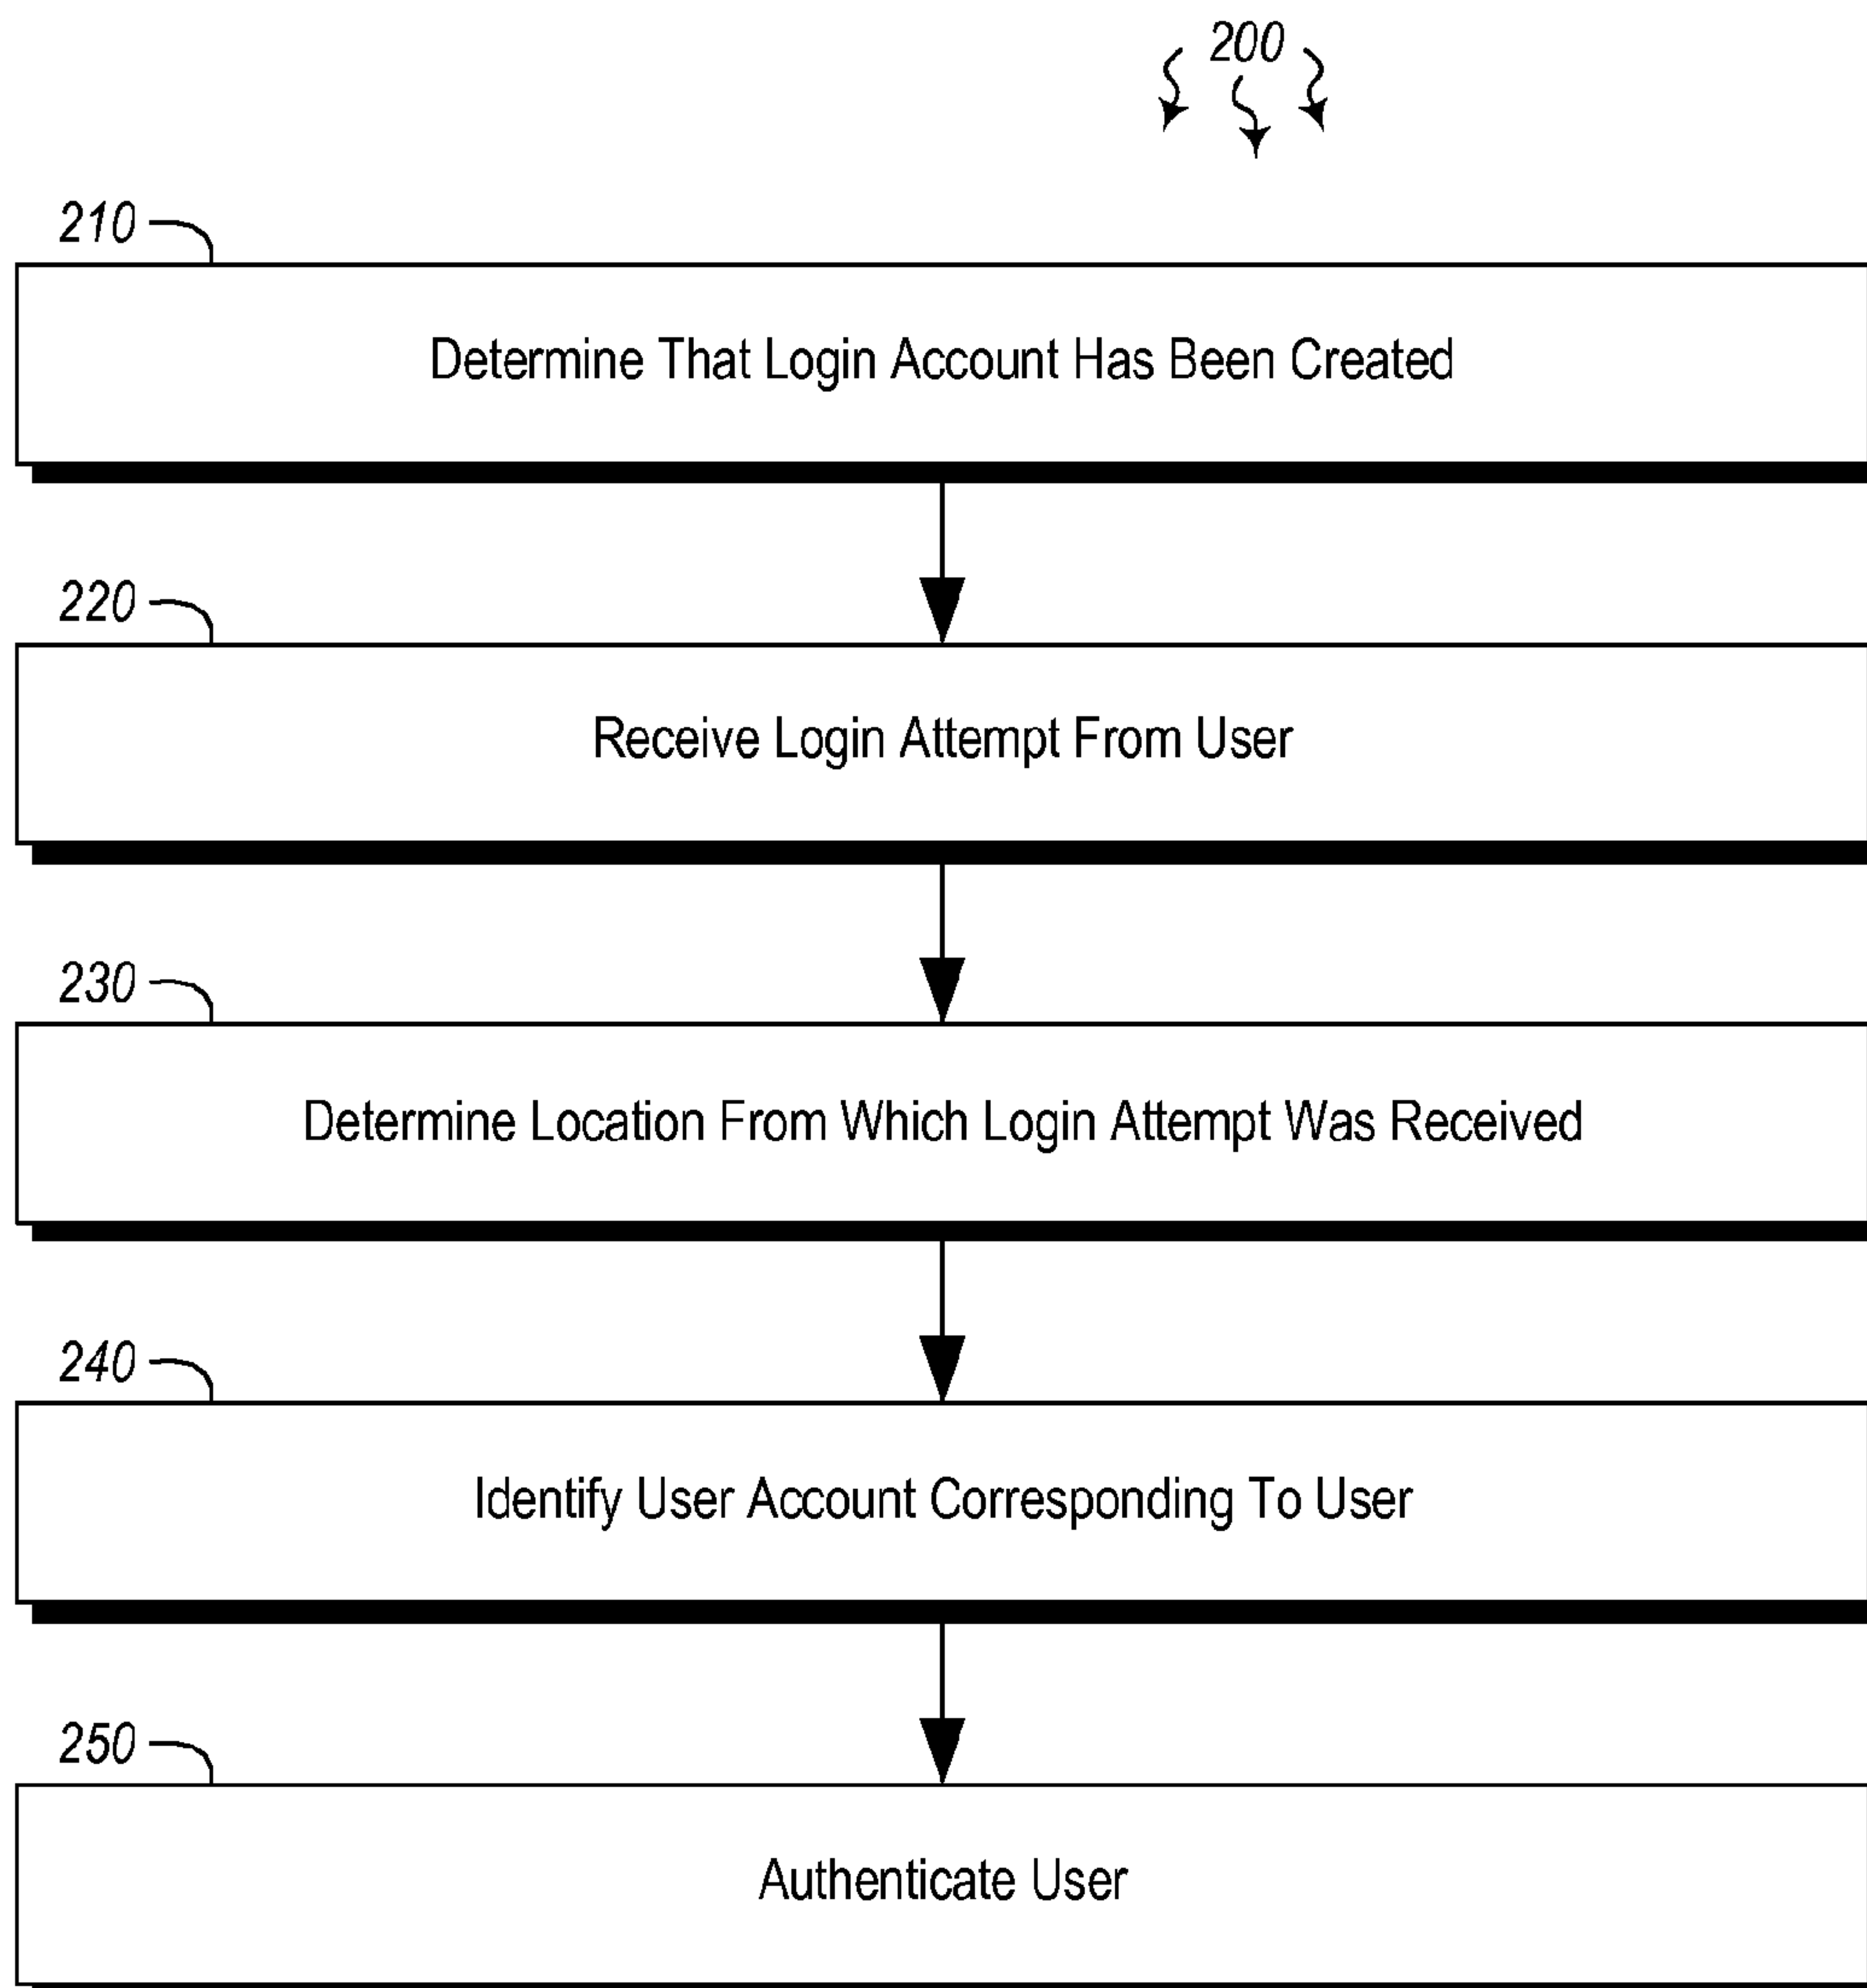 200
210
Determine That Login Account Has Been Created
220
Receive Login Attempt From User
230
Determine Location From Which Login Attempt Was Received
240
Identify User Account Corresponding To User
250
Authenticate User